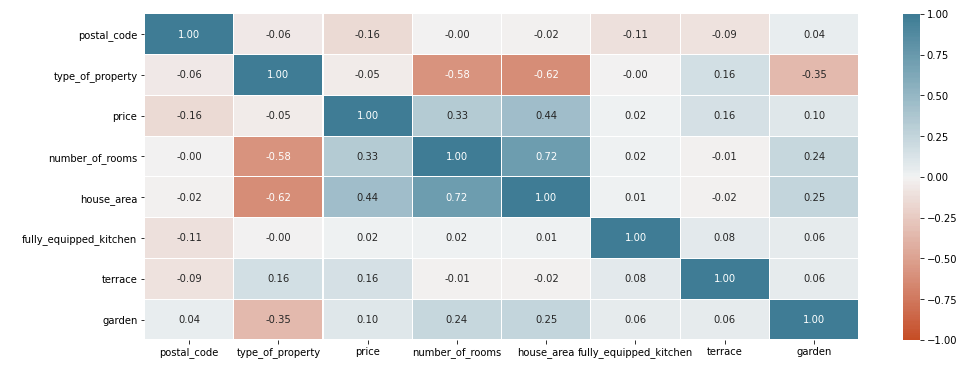 postal_code 1.00 -0.06 -0.16 -0.00 -0.02 -0.11 -0.09 0.04
type_of_property -0.06 1.00 -0.05 -0.58 -0.62 -0.00 0.16 -0.35
price -0.16 -0.05 1.00 0.33 0.44 0.02 0.16 0.10
number_of_rooms -0.00 -0.58 0.33 1.00 0.72 0.02 -0.01 0.24
house_area -0.02 -0.62 0.44 0.72 1.00 0.01 -0.02 0.25
fully_equipped_kitchen -0.11 -0.00 0.02 0.02 0.01 1.00 0.08 0.06
terrace -0.09 0.16 0.16 -0.01 -0.02 0.08 1.00 0.06
garden 0.04 -0.35 0.10 0.24 0.25 0.06 0.06 1.00
postal_code type_of_property price number_of_rooms house_area fully_equipped_kitchen terrace garden
1.00
0.75
0.50
0.25
0.00
−0.25
−0.50
−0.75
−1.00